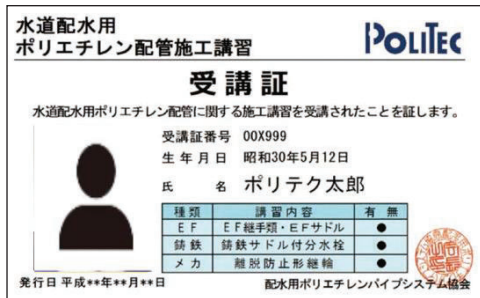 水道配水用
ポリエチレン配管施工講習
POLITEC
受講証
水道配水用ポリエチレン配管に関する施工講習を受講されたことを証します。
受講証番号 00X999
生年月日 昭和30年5月12日
氏名 ポリテク太郎
種類 講習内容 有無
EF EF継手類・EFサドル ●
鋳鉄 鋳鉄サドル付分水栓 ●
メカ 離脱防止形継輪 ●
発行日 平成**年**月**日
配水用ポリエチレンパイプシステム協会